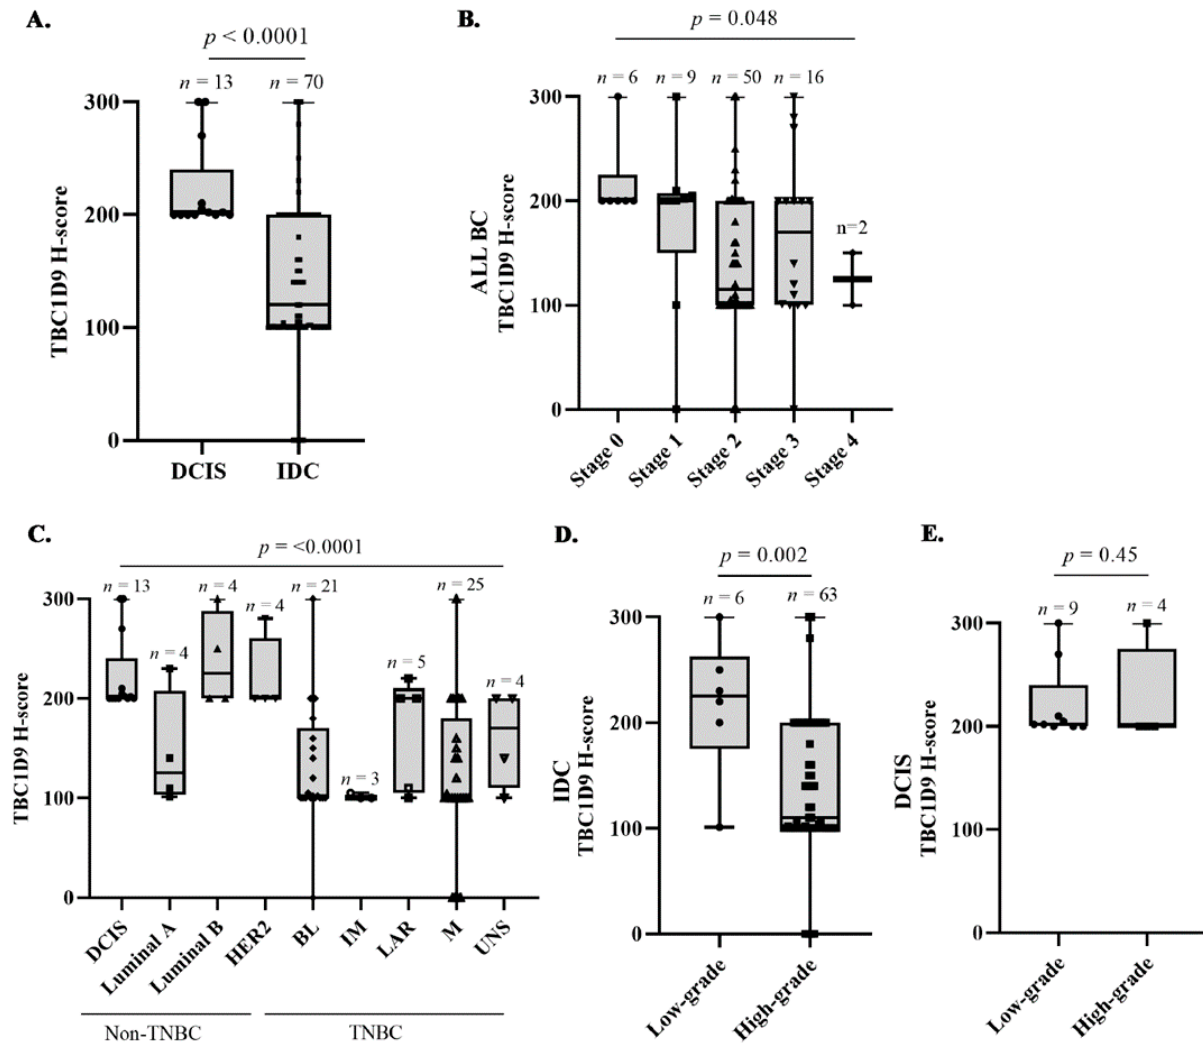 A.
p < 0.0001
n = 13
n = 70
TBC1D9 H-score
300
200
100
0
DCIS
IDC
B.
p = 0.048
n = 6
n = 9
n = 50
n = 16
n=2
ALL BC
TBC1D9 H-score
300
200
100
0
Stage 0
Stage 1
Stage 2
Stage 3
Stage 4
C.
p = <0.0001
n = 13
n = 4
n = 4
n = 4
n = 21
n = 3
n = 5
n = 25
n = 4
TBC1D9 H-score
300
200
100
0
DCIS
Luminal A
Luminal B
HER2
BL
IM
LAR
M
UNS
Non-TNBC
TNBC
D.
p = 0.002
n = 6
n = 63
IDC
TBC1D9 H-score
300
200
100
0
Low-grade
High-grade
E.
p = 0.45
n = 9
n = 4
DCIS
TBC1D9 H-score
300
200
100
0
Low-grade
High-grade